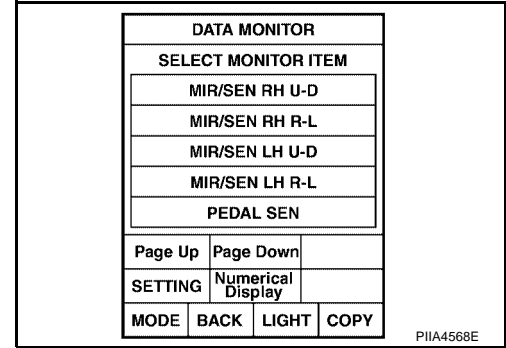 DATA MONITOR
SELECT MONITOR ITEM
MIR/SEN RH U-D
MIR/SEN RH R-L
MIR/SEN LH U-D
MIR/SEN LH R-L
PEDAL SEN
Page Up Page Down
SETTING Numerical Display
MODE BACK LIGHT COPY
PIIA4568E